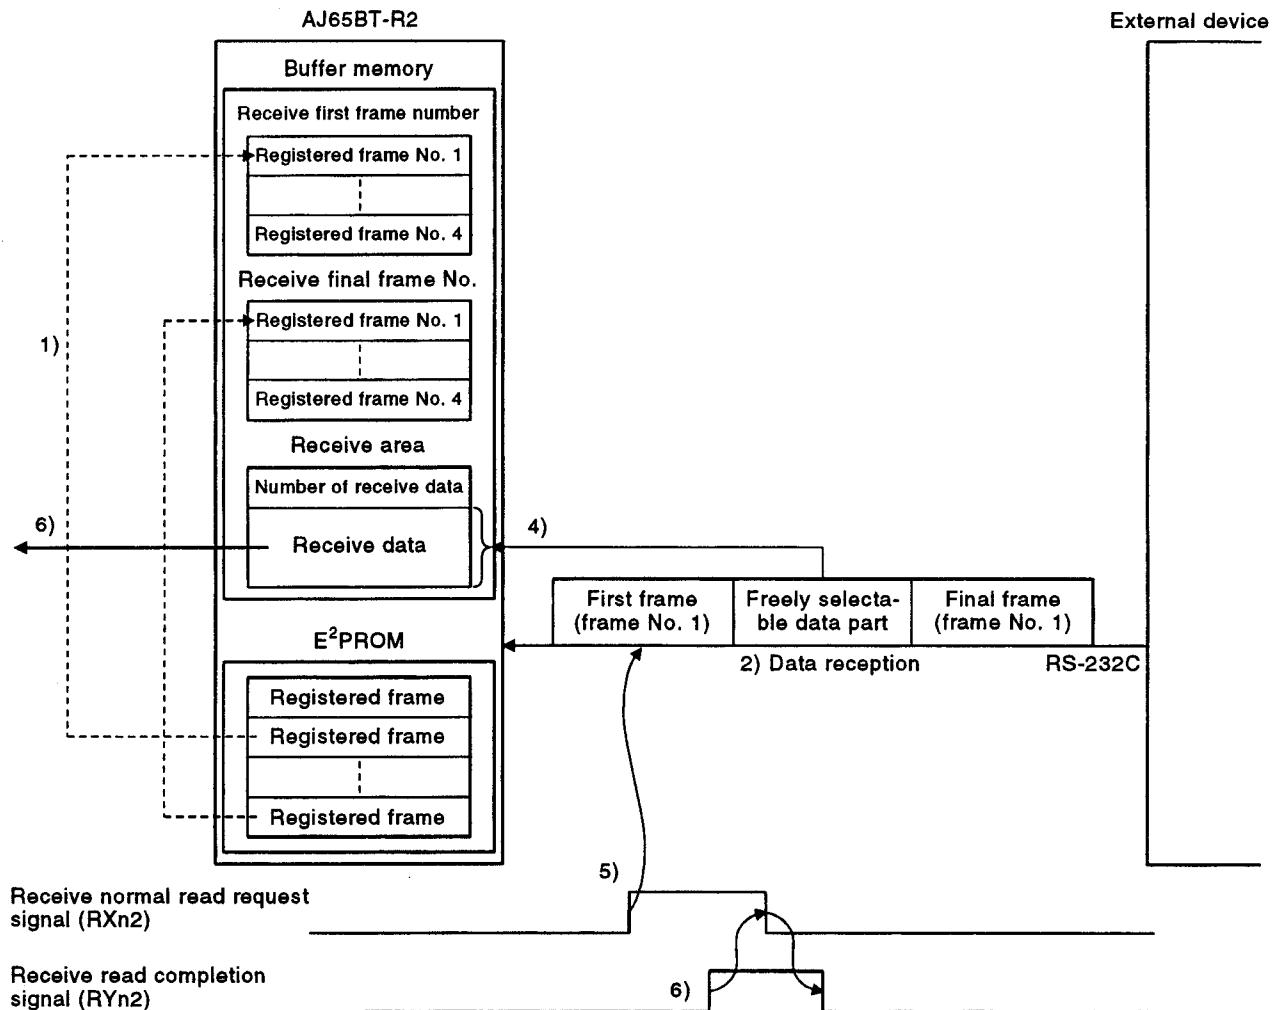 AJ65BT-R2
External device
Buffer memory
Receive first frame number
Registered frame No. 1
Registered frame No. 4
Receive final frame No.
Registered frame No. 1
1)
Registered frame No. 4
Receive area
Number of receive data
6)
4)
Receive data
First frame
(frame No. 1)
Freely selecta-
ble data part
Final frame
(frame No. 1)
E²PROM
2) Data reception
RS-232C
Registered frame
Registered frame
Registered frame
5)
Receive normal read request
signal (RXn2)
Receive read completion
signal (RYn2)
6)